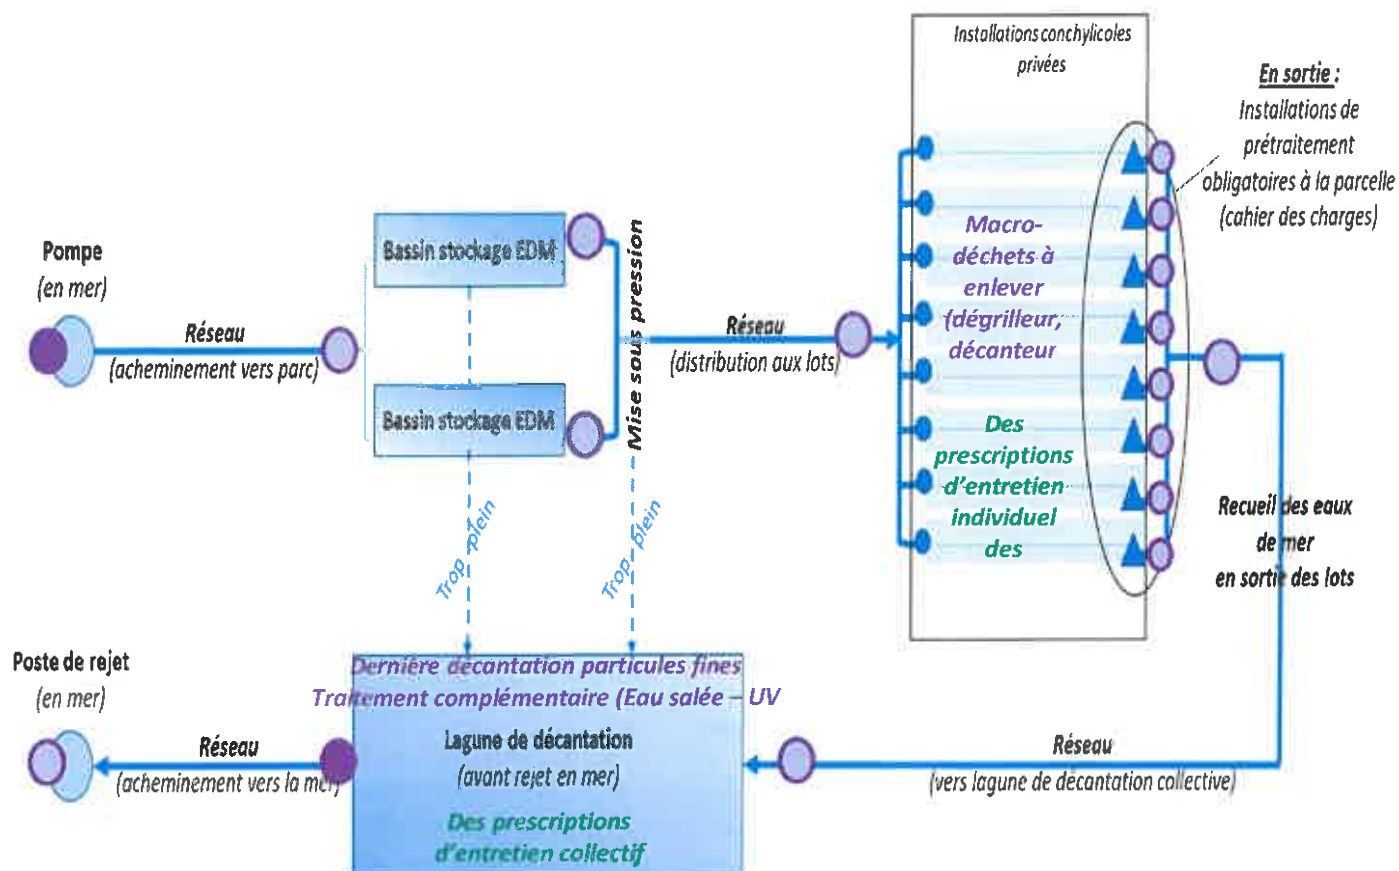 Installations conchylicoles
privées
En sortie :
Installations de
prétraitement
obligatoires à la parcelle
(cahier des charges)
Pompe
(en mer)
Réseau
(acheminement vers parc)
Bassin stockage EDM
Bassin stockage EDM
Mise sous pression
Réseau
(distribution aux lots)
Macro-
déchets à
enlever
(dégrilleur,
décanteur
Des
prescriptions
d'entretien
individuel
des
Recueil des eaux
de mer
en sortie des lots
Trop - plein
Trop - plein
Poste de rejet
(en mer)
Réseau
(acheminement vers la mer)
Dernière décantation particules fines
Traitement complémentaire (Eau salée – UV
Lagune de décantation
(avant rejet en mer)
Des prescriptions
d'entretien collectif
Réseau
(vers lagune de décantation collective)